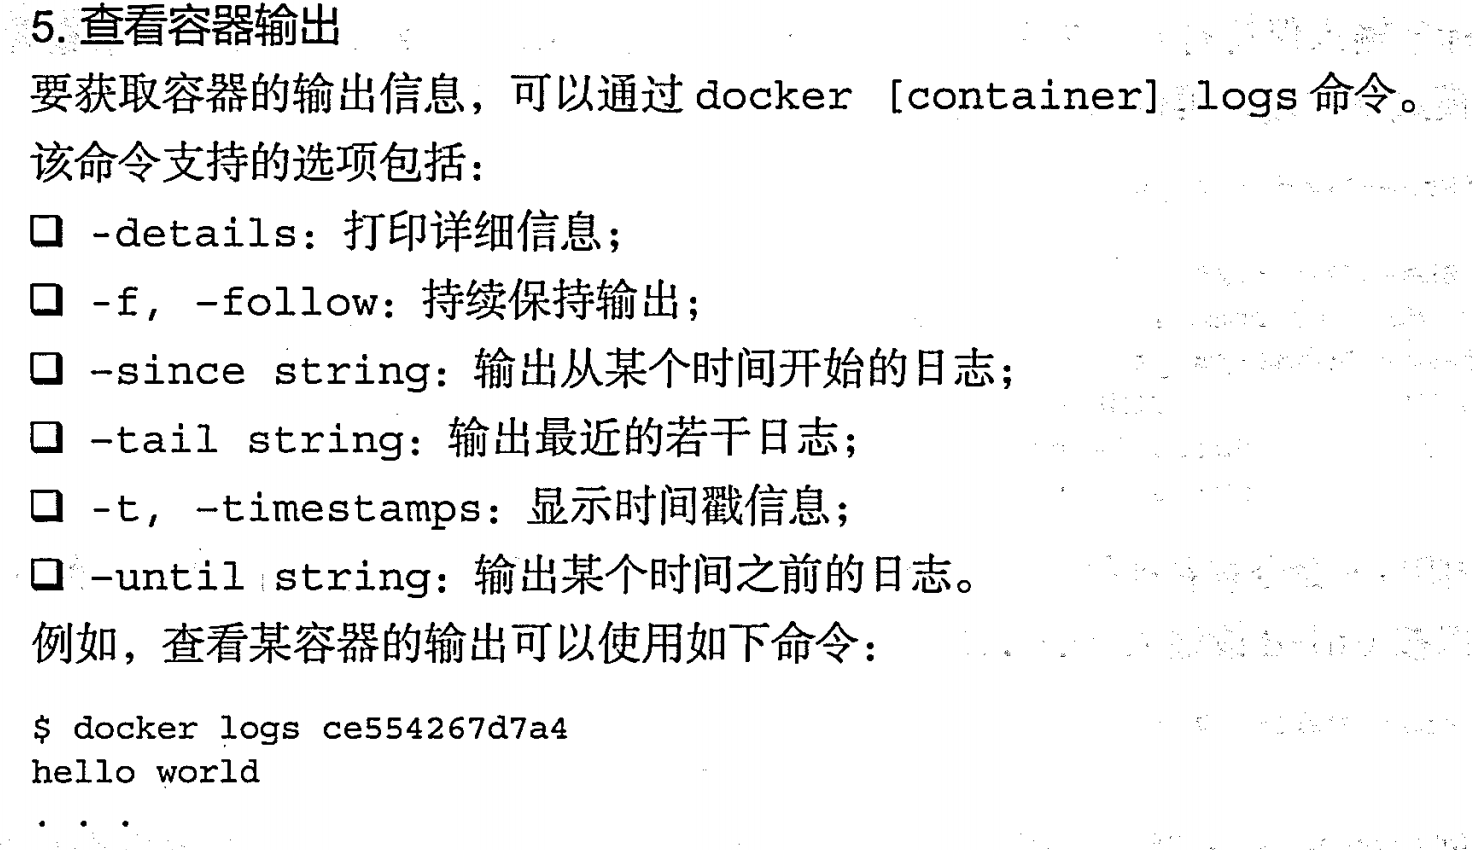 5. 查看容器输出
要获取容器的输出信息，可以通过 docker [container] logs 命令。
该命令支持的选项包括：
❑ -details：打印详细信息；
❑ -f, -follow：持续保持输出；
❑ -since string：输出从某个时间开始的日志；
❑ -tail string：输出最近的若干日志；
❑ -t, -timestamps：显示时间戳信息；
❑ -until string：输出某个时间之前的日志。
例如，查看某容器的输出可以使用如下命令：
$ docker logs ce554267d7a4
hello world
. . .